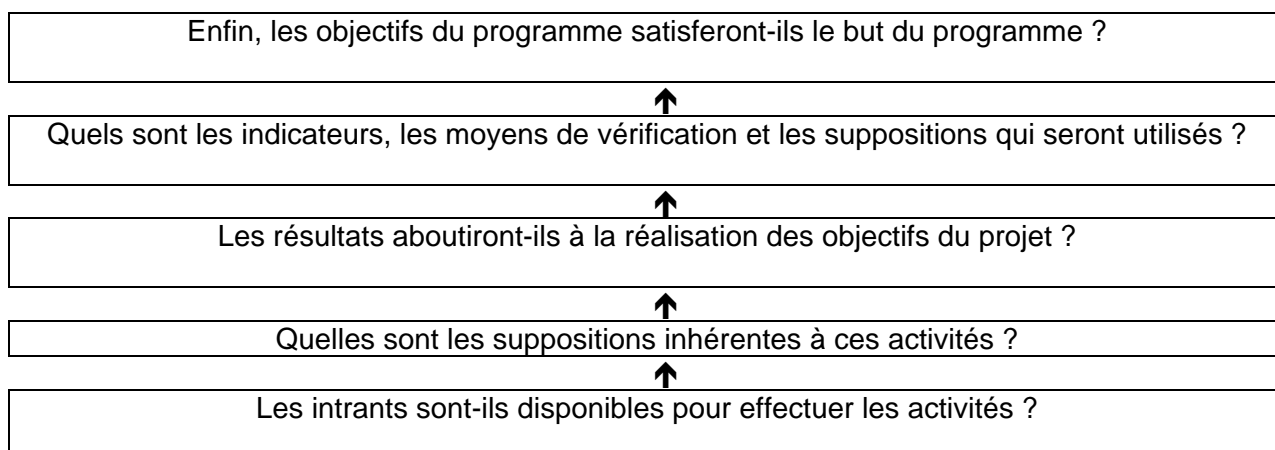 Enfin, les objectifs du programme satisferont-ils le but du programme ?
Quels sont les indicateurs, les moyens de vérification et les suppositions qui seront utilisés ?
Les résultats aboutiront-ils à la réalisation des objectifs du projet ?
Quelles sont les suppositions inhérentes à ces activités ?
Les intrants sont-ils disponibles pour effectuer les activités ?